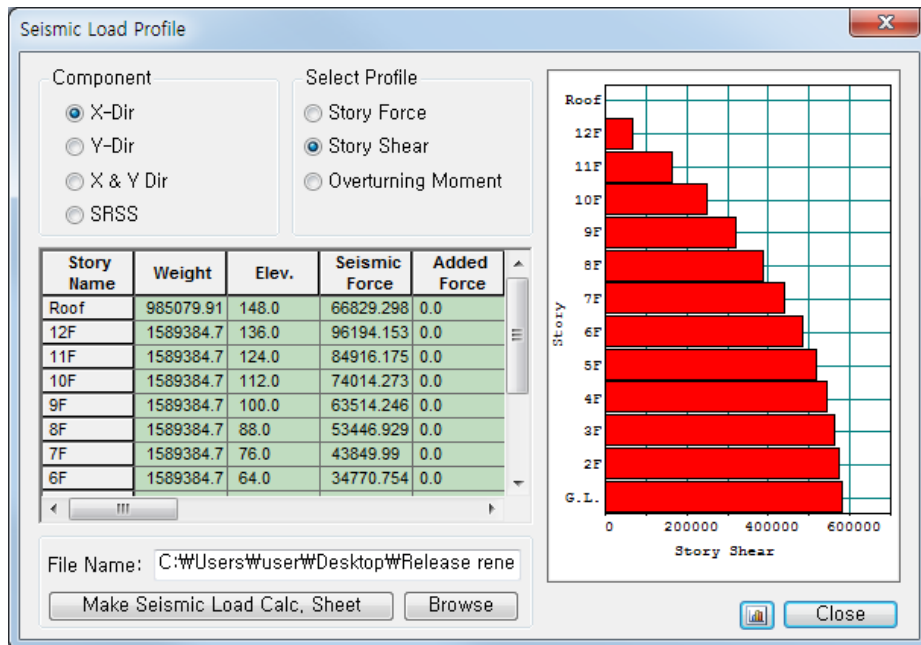 Seismic Load Profile
Component
X-Dir
Y-Dir
X & Y Dir
SRSS
Select Profile
Story Force
Story Shear
Overturning Moment
Story Name Weight Elev. Seismic Force Added Force
Roof 985079.91 148.0 66829.298 0.0
12F 1589384.7 136.0 96194.153 0.0
11F 1589384.7 124.0 84916.175 0.0
10F 1589384.7 112.0 74014.273 0.0
9F 1589384.7 100.0 63514.246 0.0
8F 1589384.7 88.0 53446.929 0.0
7F 1589384.7 76.0 43849.99 0.0
6F 1589384.7 64.0 34770.754 0.0
File Name: C:₩Users₩user₩Desktop₩Release rene
Make Seismic Load Calc, Sheet
Browse
Roof
12F
11F
10F
9F
8F
7F
6F
5F
4F
3F
2F
G.L.
Story
0 200000 400000 600000
Story Shear
Close